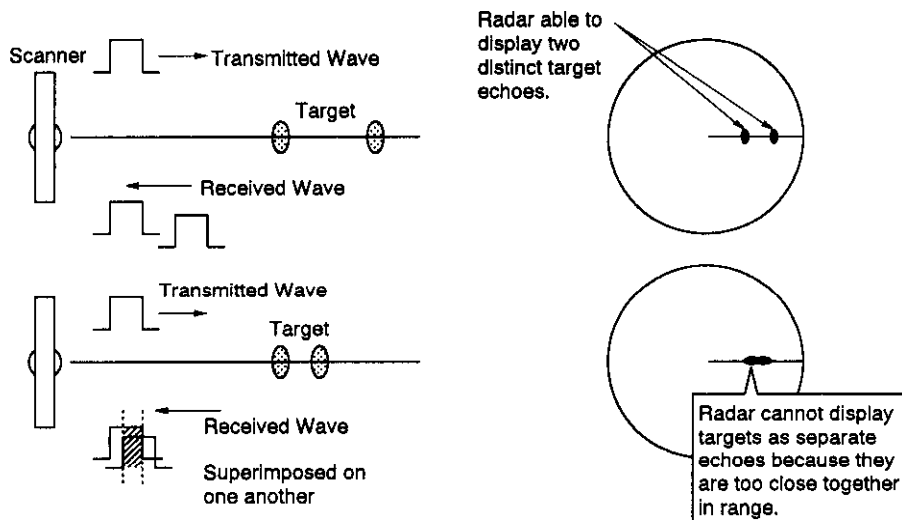 Scanner
Transmitted Wave
Target
Received Wave
Radar able to
display two
distinct target
echoes.
Transmitted Wave
Target
Received Wave
Superimposed on
one another
Radar cannot display
targets as separate
echoes because they
are too close together
in range.